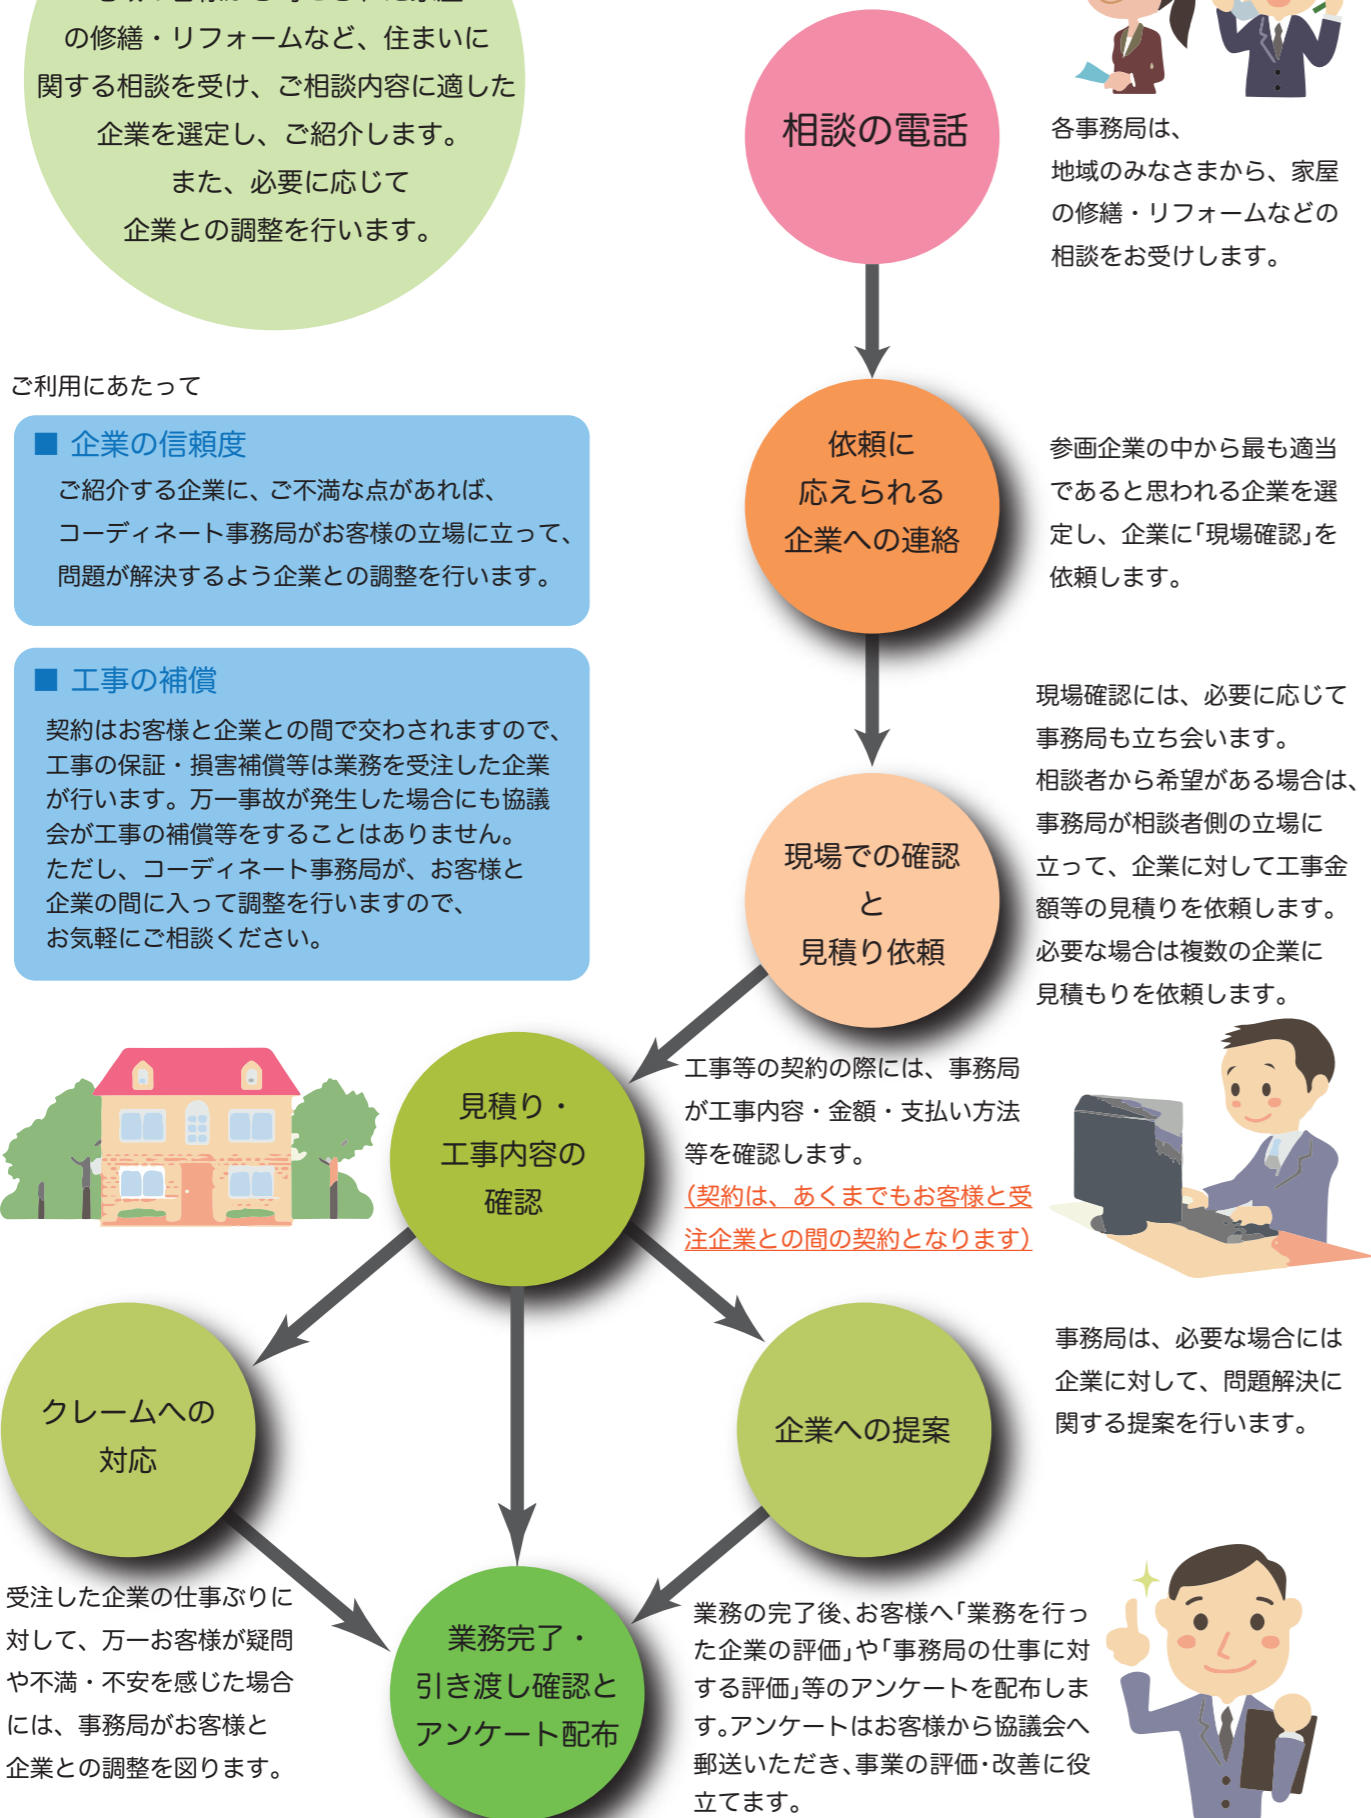 の修繕・リフォームなど、住まいに
関する相談を受け、ご相談内容に適した
企業を選定し、ご紹介します。
また、必要に応じて
企業との調整を行います。
ご利用にあたって
■ 企業の信頼度
ご紹介する企業に、ご不満な点があれば、
コーディネート事務局がお客様の立場に立って、
問題が解決するよう企業との調整を行います。
■ 工事の補償
契約はお客様と企業との間で交わされますので、
工事の保証・損害補償等は業務を受注した企業
が行います。万一事故が発生した場合にも協議
会が工事の補償等をすることはありません。
ただし、コーディネート事務局が、お客様と
企業の間に入って調整を行いますので、
お気軽にご相談ください。
相談の電話
各事務局は、
地域のみなさまから、家屋
の修繕・リフォームなどの
相談をお受けします。
依頼に
応えられる
企業への連絡
参画企業の中から最も適当
であると思われる企業を選
定し、企業に「現場確認」を
依頼します。
現場での確認
と
見積り依頼
現場確認には、必要に応じて
事務局も立ち会います。
相談者から希望がある場合は、
事務局が相談者側の立場に
立って、企業に対して工事金
額等の見積りを依頼します。
必要な場合は複数の企業に
見積もりを依頼します。
見積り・
工事内容の
確認
工事等の契約の際には、事務局
が工事内容・金額・支払い方法
等を確認します。
（契約は、あくまでもお客様と受
注企業との間の契約となります）
クレームへの
対応
受注した企業の仕事ぶりに
対して、万一お客様が疑問
や不満・不安を感じた場合
には、事務局がお客様と
企業との調整を図ります。
企業への提案
事務局は、必要な場合には
企業に対して、問題解決に
関する提案を行います。
業務完了・
引き渡し確認と
アンケート配布
業務の完了後、お客様へ「業務を行っ
た企業の評価」や「事務局の仕事に対
する評価」等のアンケートを配布しま
す。アンケートはお客様から協議会へ
郵送いただき、事業の評価・改善に役
立てます。